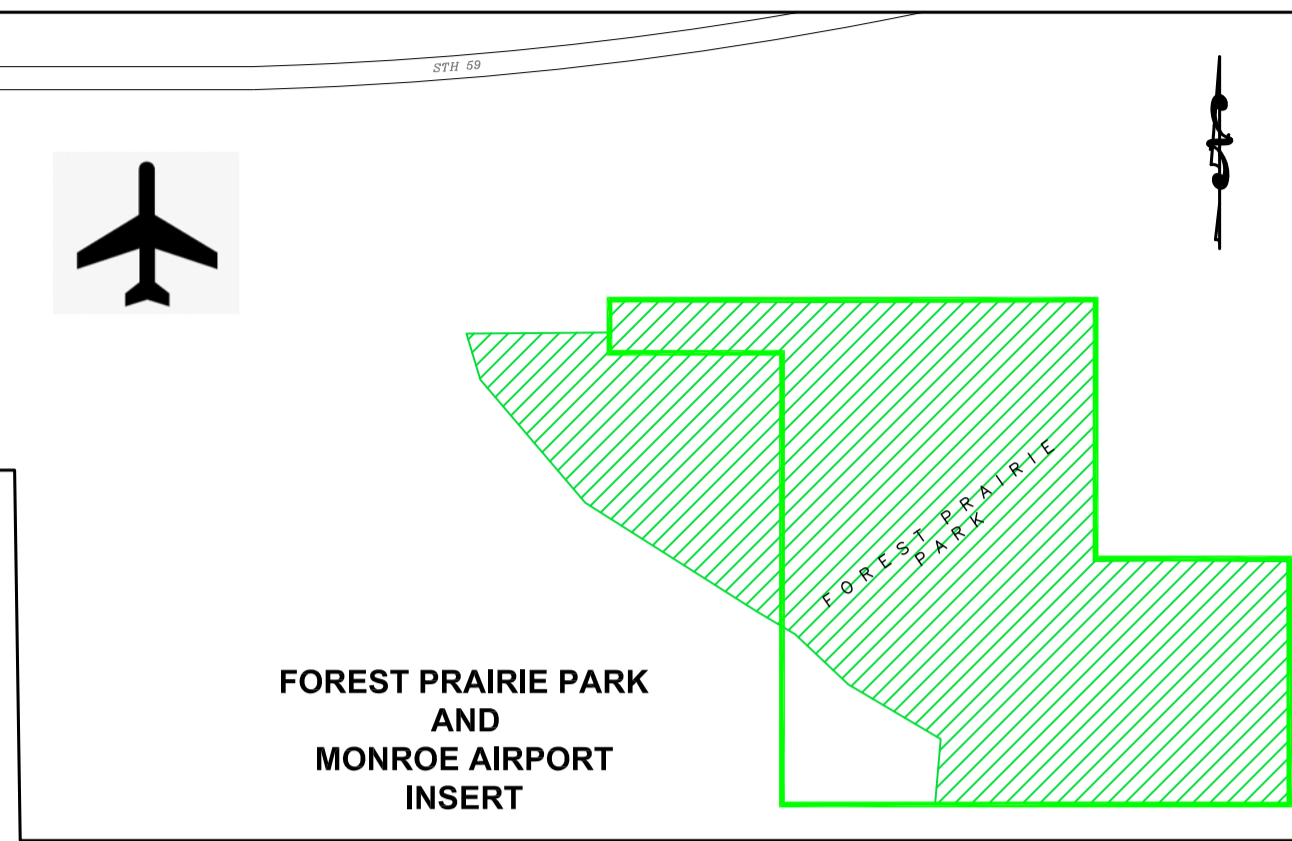 STH 59
FOREST PRAIRIE
PARK
FOREST PRAIRIE PARK
AND
MONROE AIRPORT
INSERT